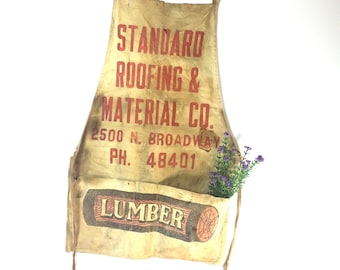 STANDARD
ROOFING &
MATERIAL CO.
2500 N. BROADWAY
PH. 48401
LUMBER